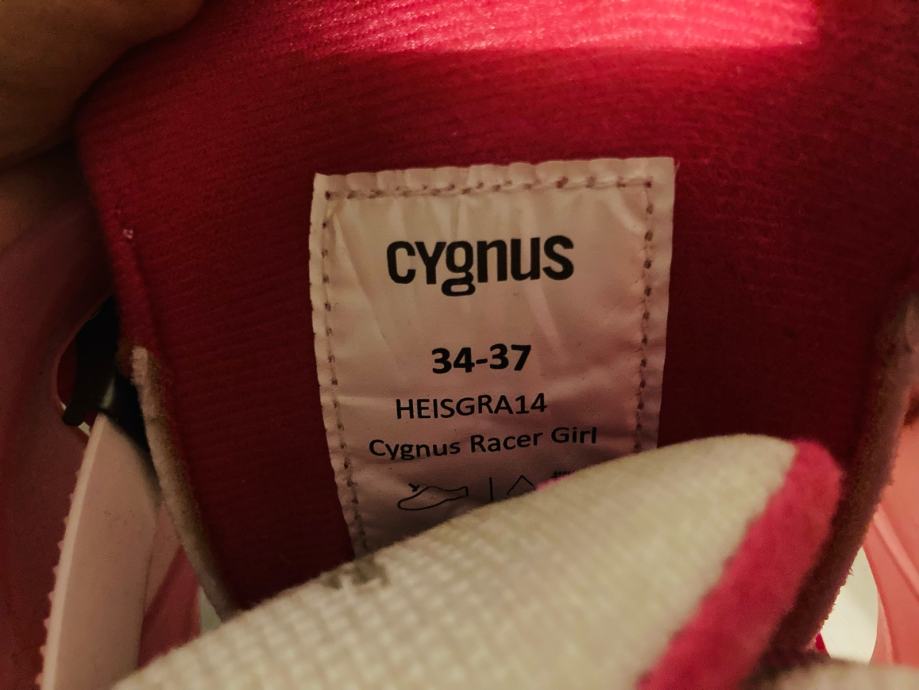 cygnus
34-37
HEISGRA14
Cygnus Racer Girl